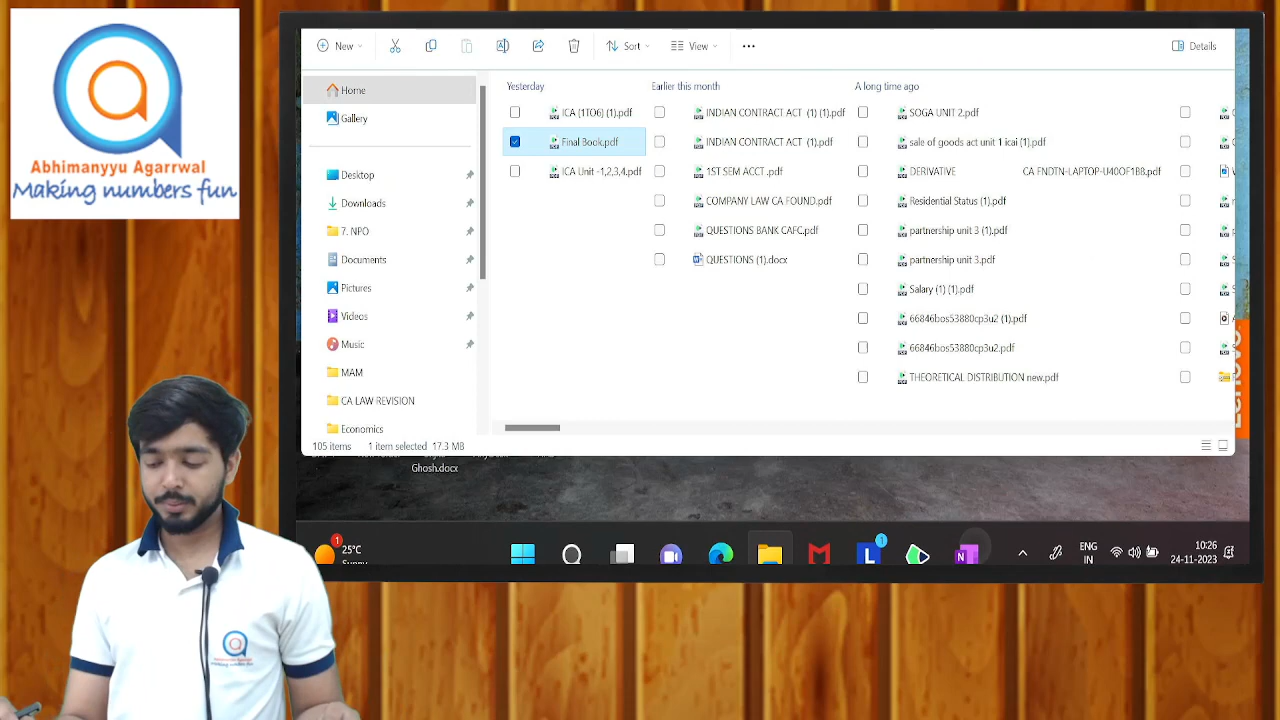 Abhimanyyu Agarrwal
Making numbers fun
New
Sort
View
Details
Home
Gallery
Desktop
Downloads
7. NPO
Documents
Pictures
Videos
Music
MAM
CA LAW REVISION
Economics
Yesterday
ICA (1TO6) (1).pdf
Final Book.pdf
ICA Unit -1,2,3,4.pdf
Earlier this month
INDIAN CONTRACT ACT (1) (1).pdf
INDIAN CONTRACT ACT (1).pdf
1ST SEM ACCT .pdf
COMPANY LAW CA FOUND.pdf
QUESTIONS BANK CAFC.pdf
QUESTIONS (1).docx
A long time ago
SOGA UNIT 2.pdf
sale of goods act unit 1 icai (1).pdf
DERIVATIVE CA FNDTN-LAPTOP-U40OF1B8.pdf
Residential Status (1).pdf
partnership unit 3 (1).pdf
partnership unit 3.pdf
Salary (1) (1).pdf
66846bos53880cp3u2 (1).pdf
66846bos53880cp3u2.pdf
THEORETICAL DISTRIBUTION new.pdf
105 items 1 item selected 17.3 MB
Ghosh.docx
Lenovo
1
25°C
Sunny
L
1
N
ENG
IN
10:26
24-11-2023